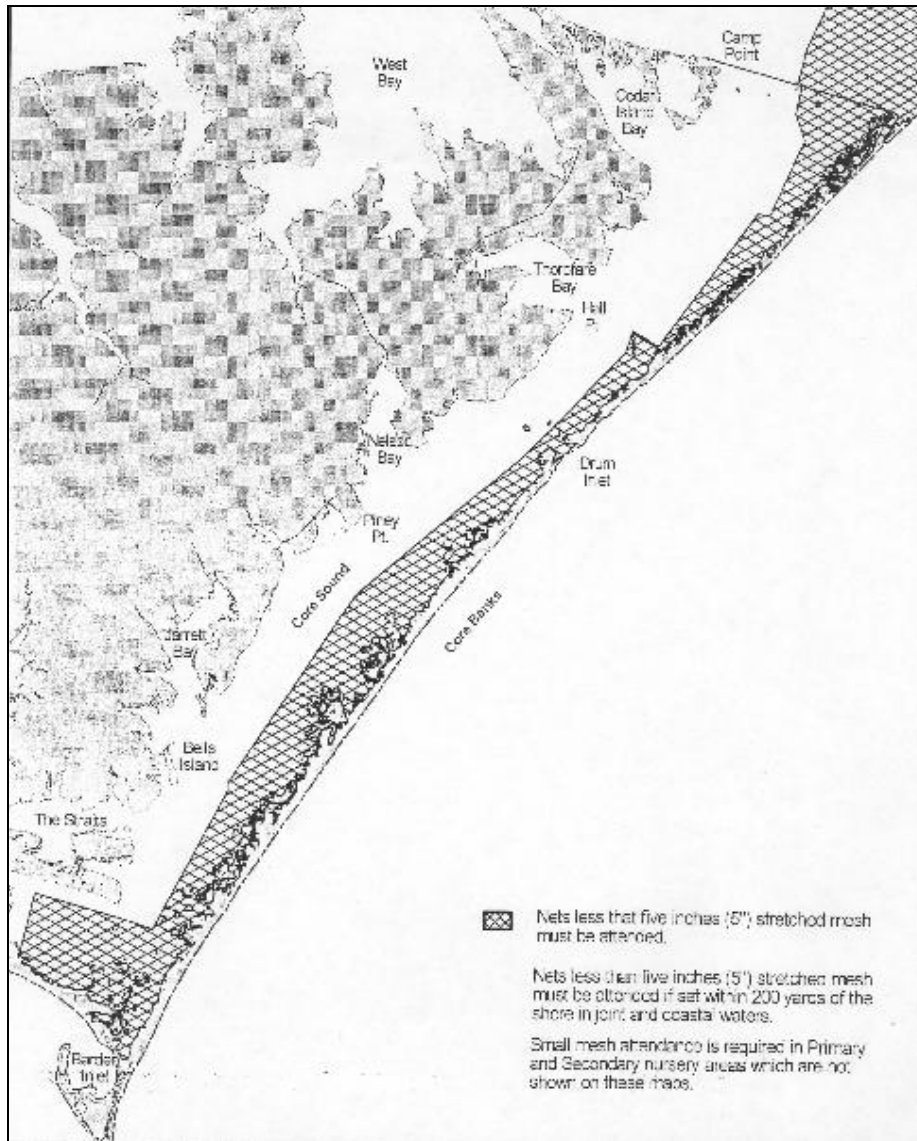 Camp
Point
West
Bay
Cedar
Island
Bay
Thorofare
Bay
Hall
Pt.
Nelson
Bay
Drum
Inlet
Piney
Pt.
Core Sound
Core Banks
Jarrett
Bay
Bells
Island
The Straits
Nets less that five inches (5") stretched mesh
must be attended.
Nets less than five inches (5") stretched mesh
must be attended if set within 200 yards of the
shore in joint and coastal waters.
Small mesh attendance is required in Primary
and Secondary nursery areas which are not
shown on these maps.
Barden
Inlet